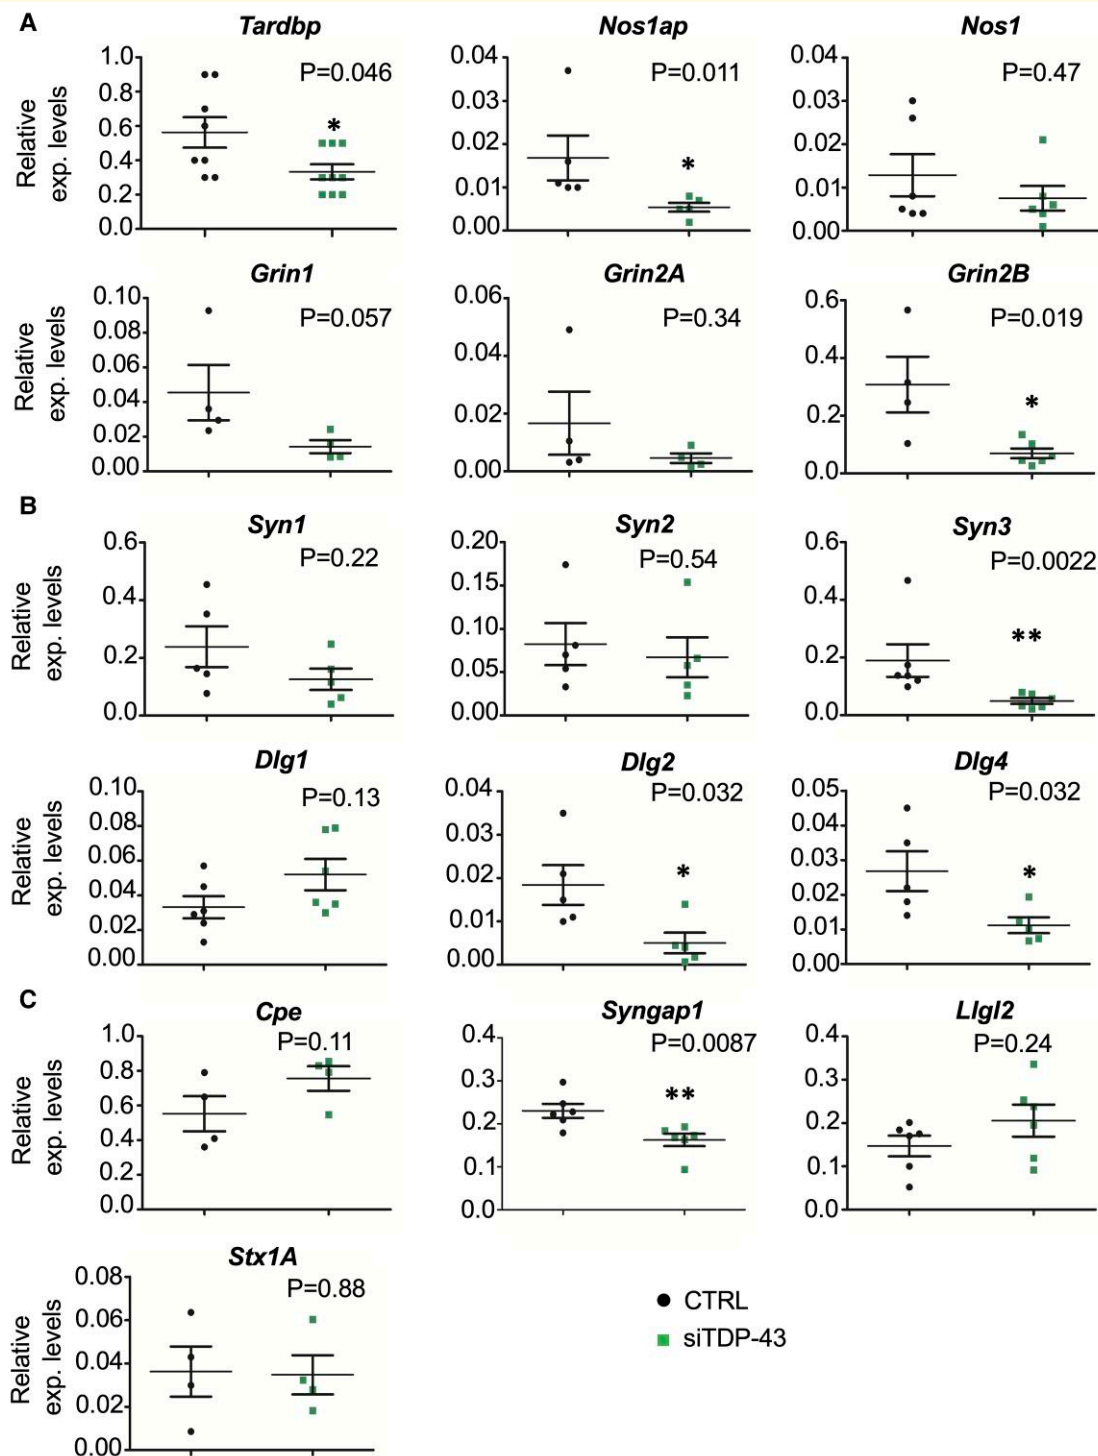 A
Tardbp
Nos1ap
Nos1
Relative
exp. levels
1.0
0.8
0.6
0.4
0.2
0.0
P=0.046
*
0.04
0.03
0.02
0.01
0.00
P=0.011
*
0.04
0.03
0.02
0.01
0.00
P=0.47
Grin1
Grin2A
Grin2B
Relative
exp. levels
0.10
0.08
0.06
0.04
0.02
0.00
P=0.057
0.06
0.04
0.02
0.00
P=0.34
0.6
0.4
0.2
0.0
P=0.019
*
B
Syn1
Syn2
Syn3
Relative
exp. levels
0.6
0.4
0.2
0.0
P=0.22
0.20
0.15
0.10
0.05
0.00
P=0.54
0.6
0.4
0.2
0.0
P=0.0022
**
Dlg1
Dlg2
Dlg4
Relative
exp. levels
0.10
0.08
0.06
0.04
0.02
0.00
P=0.13
0.04
0.03
0.02
0.01
0.00
P=0.032
*
0.05
0.04
0.03
0.02
0.01
0.00
P=0.032
*
C
Cpe
Syngap1
Llgl2
Relative
exp. levels
1.0
0.8
0.6
0.4
0.2
0.0
P=0.11
0.4
0.3
0.2
0.1
0.0
P=0.0087
**
0.4
0.3
0.2
0.1
0.0
P=0.24
Stx1A
Relative
exp. levels
0.08
0.06
0.04
0.02
0.00
P=0.88
CTRL
siTDP-43